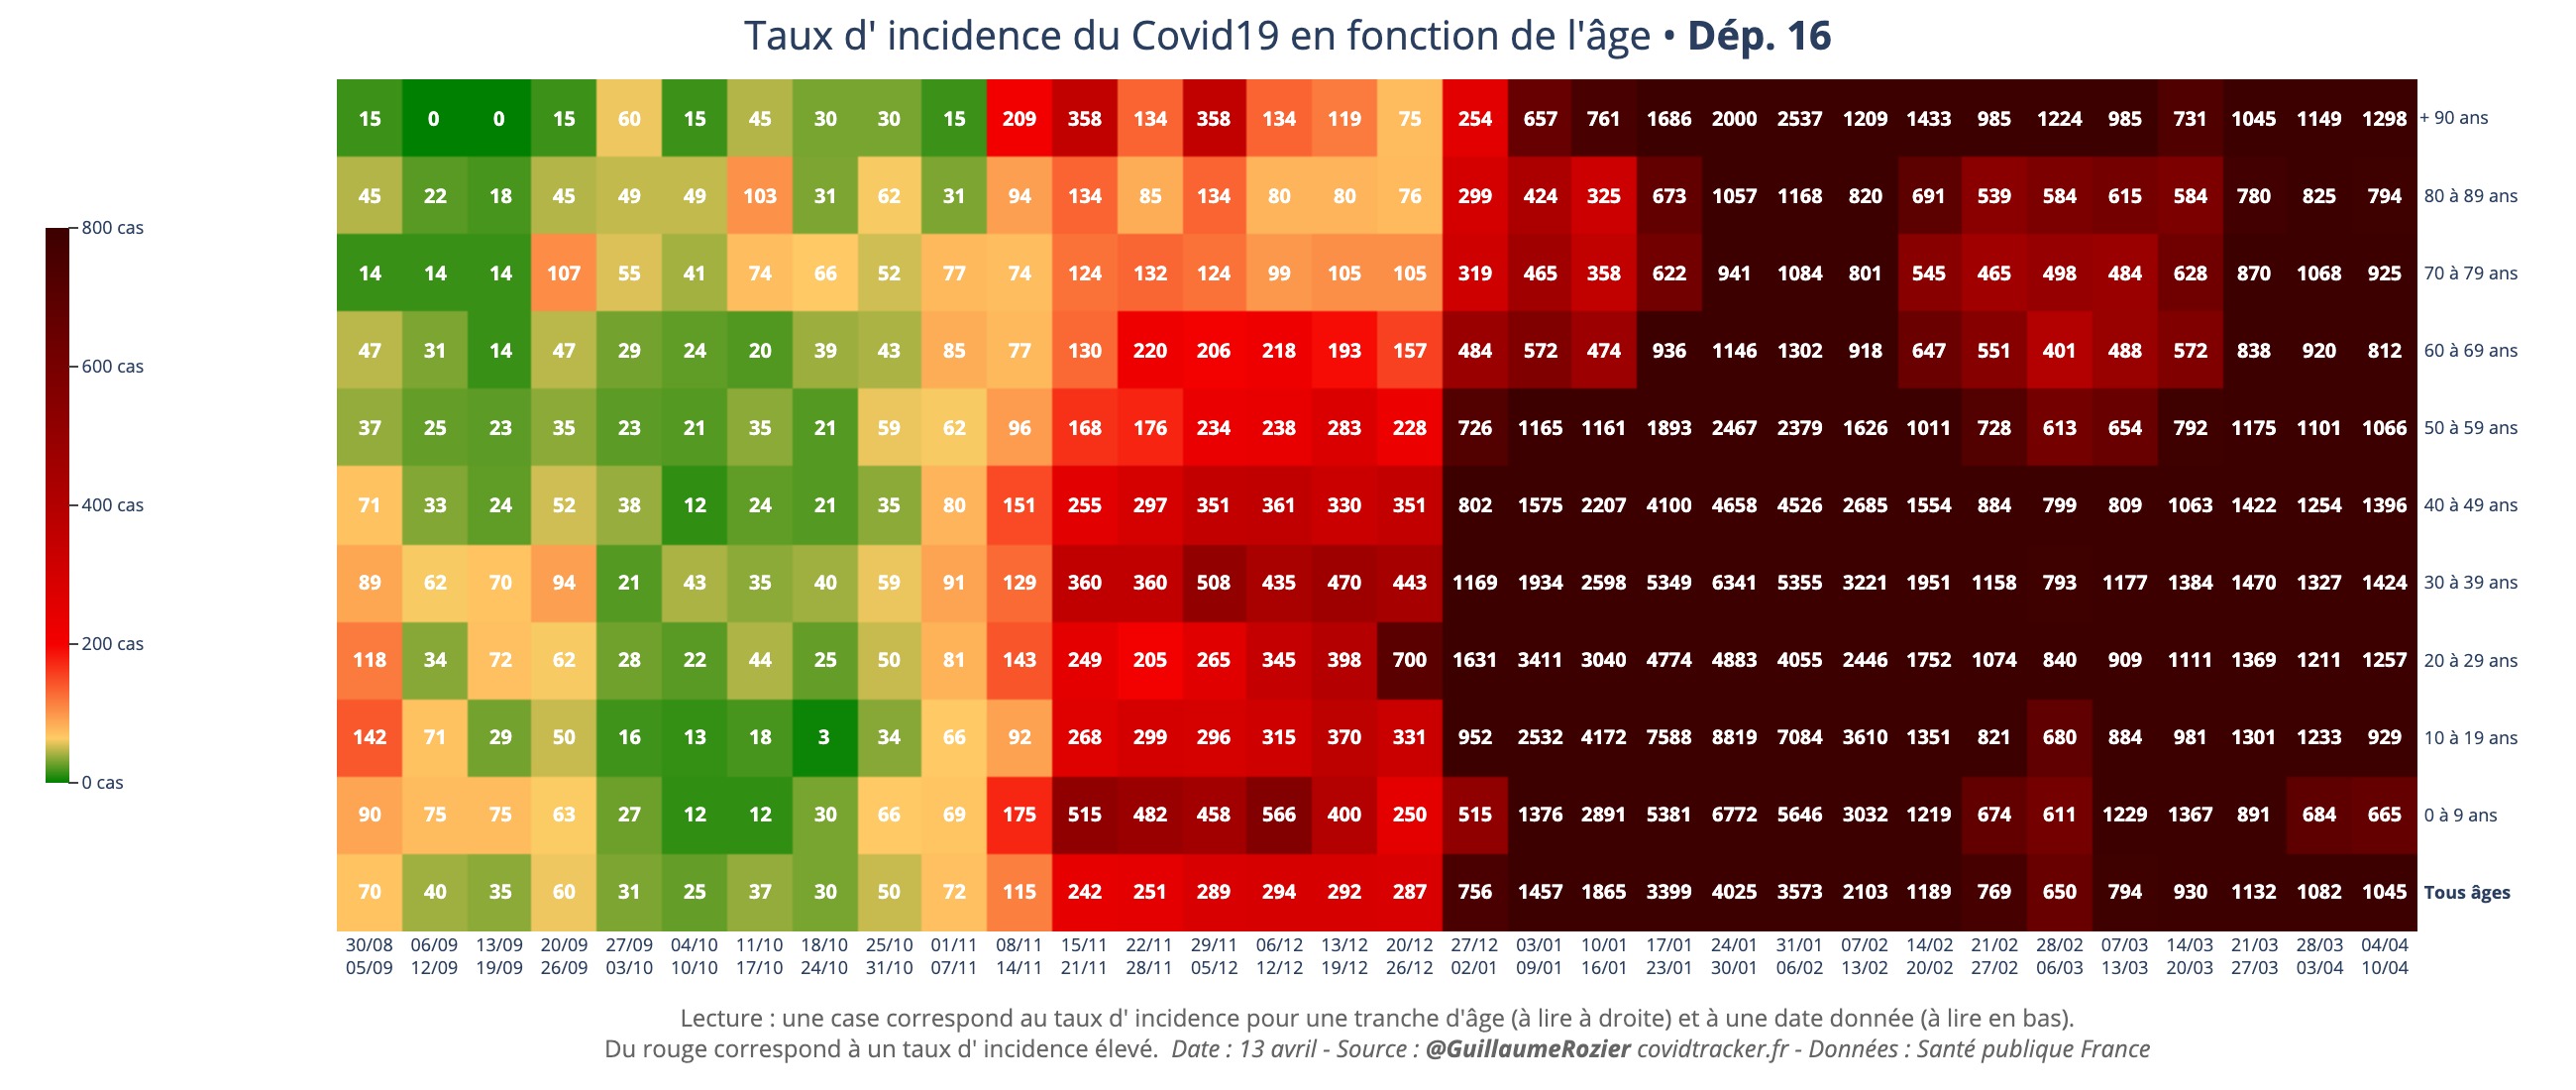 Taux d' incidence du Covid19 en fonction de l'âge • Dép. 16
15 0 0 15 60 15 45 30 30 15 209 358 134 358 134 119 75 254 657 761 1686 2000 2537 1209 1433 985 1224 985 731 1045 1149 1298 + 90 ans
45 22 18 45 49 49 103 31 62 31 94 134 85 134 80 80 76 299 424 325 673 1057 1168 820 691 539 584 615 584 780 825 794 80 à 89 ans
800 cas
14 14 14 107 55 41 74 66 52 77 74 124 132 124 99 105 105 319 465 358 622 941 1084 801 545 465 498 484 628 870 1068 925 70 à 79 ans
47 31 14 47 29 24 20 39 43 85 77 130 220 206 218 193 157 484 572 474 936 1146 1302 918 647 551 401 488 572 838 920 812 60 à 69 ans
600 cas
37 25 23 35 23 21 35 21 59 62 96 168 176 234 238 283 228 726 1165 1161 1893 2467 2379 1626 1011 728 613 654 792 1175 1101 1066 50 à 59 ans
400 cas
71 33 24 52 38 12 24 21 35 80 151 255 297 351 361 330 351 802 1575 2207 4100 4658 4526 2685 1554 884 799 809 1063 1422 1254 1396 40 à 49 ans
89 62 70 94 21 43 35 40 59 91 129 360 360 508 435 470 443 1169 1934 2598 5349 6341 5355 3221 1951 1158 793 1177 1384 1470 1327 1424 30 à 39 ans
200 cas
118 34 72 62 28 22 44 25 50 81 143 249 205 265 345 398 700 1631 3411 3040 4774 4883 4055 2446 1752 1074 840 909 1111 1369 1211 1257 20 à 29 ans
142 71 29 50 16 13 18 3 34 66 92 268 299 296 315 370 331 952 2532 4172 7588 8819 7084 3610 1351 821 680 884 981 1301 1233 929 10 à 19 ans
0 cas
90 75 75 63 27 12 12 30 66 69 175 515 482 458 566 400 250 515 1376 2891 5381 6772 5646 3032 1219 674 611 1229 1367 891 684 665 0 à 9 ans
70 40 35 60 31 25 37 30 50 72 115 242 251 289 294 292 287 756 1457 1865 3399 4025 3573 2103 1189 769 650 794 930 1132 1082 1045 Tous âges
30/08 06/09 13/09 20/09 27/09 04/10 11/10 18/10 25/10 01/11 08/11 15/11 22/11 29/11 06/12 13/12 20/12 27/12 03/01 10/01 17/01 24/01 31/01 07/02 14/02 21/02 28/02 07/03 14/03 21/03 28/03 04/04
05/09 12/09 19/09 26/09 03/10 10/10 17/10 24/10 31/10 07/11 14/11 21/11 28/11 05/12 12/12 19/12 26/12 02/01 09/01 16/01 23/01 30/01 06/02 13/02 20/02 27/02 06/03 13/03 20/03 27/03 03/04 10/04
Lecture : une case correspond au taux d' incidence pour une tranche d'âge (à lire à droite) et à une date donnée (à lire en bas).
Du rouge correspond à un taux d' incidence élevé. Date : 13 avril - Source : @GuillaumeRozier covidtracker.fr - Données : Santé publique France